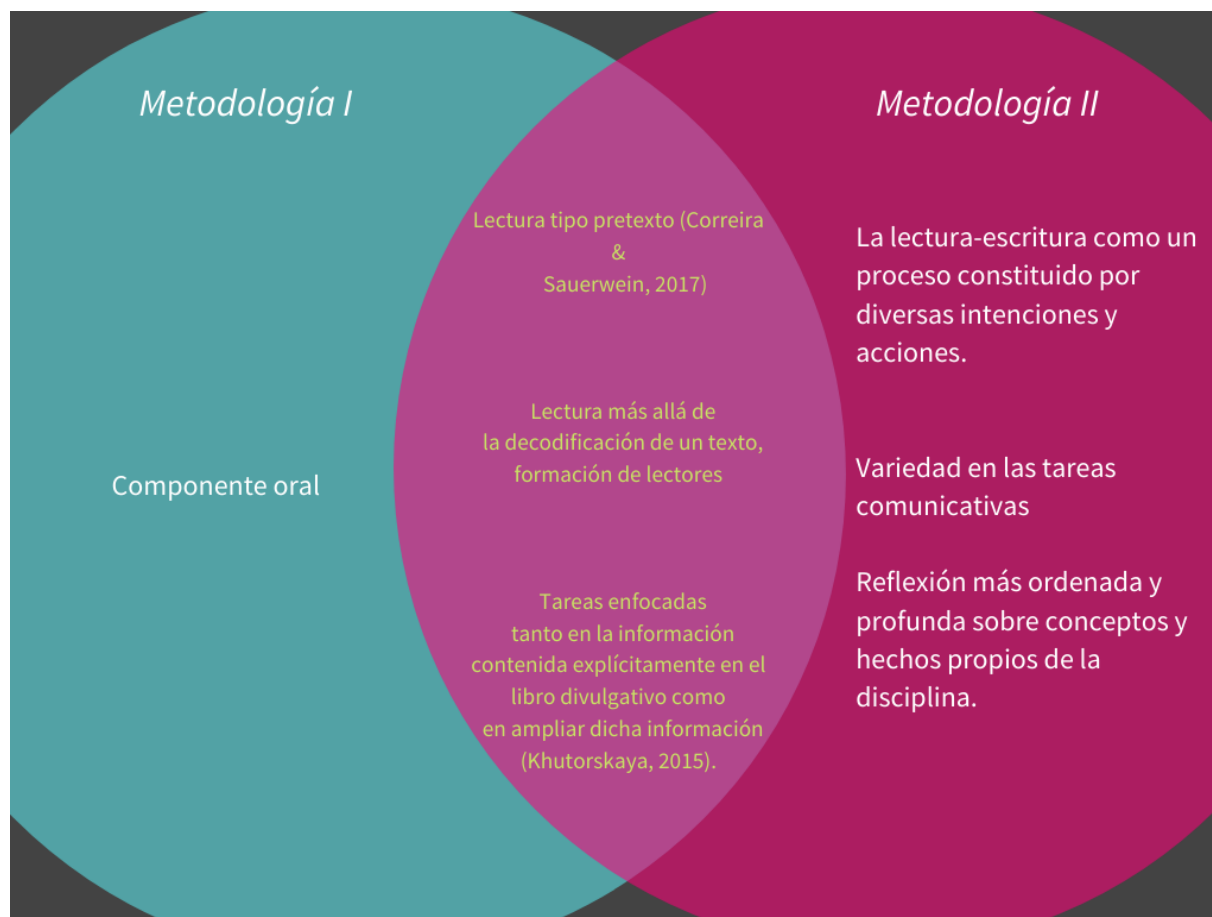 Metodología I
Metodología II
Componente oral
Lectura tipo pretexto (Correira
&
Sauerwein, 2017)
Lectura más allá de
la decodificación de un texto,
formación de lectores
Tareas enfocadas
tanto en la información
contenida explícitamente en el
libro divulgativo como
en ampliar dicha información
(Khutorskaya, 2015).
La lectura-escritura como un
proceso constituido por
diversas intenciones y
acciones.
Variedad en las tareas
comunicativas
Reflexión más ordenada y
profunda sobre conceptos y
hechos propios de la
disciplina.